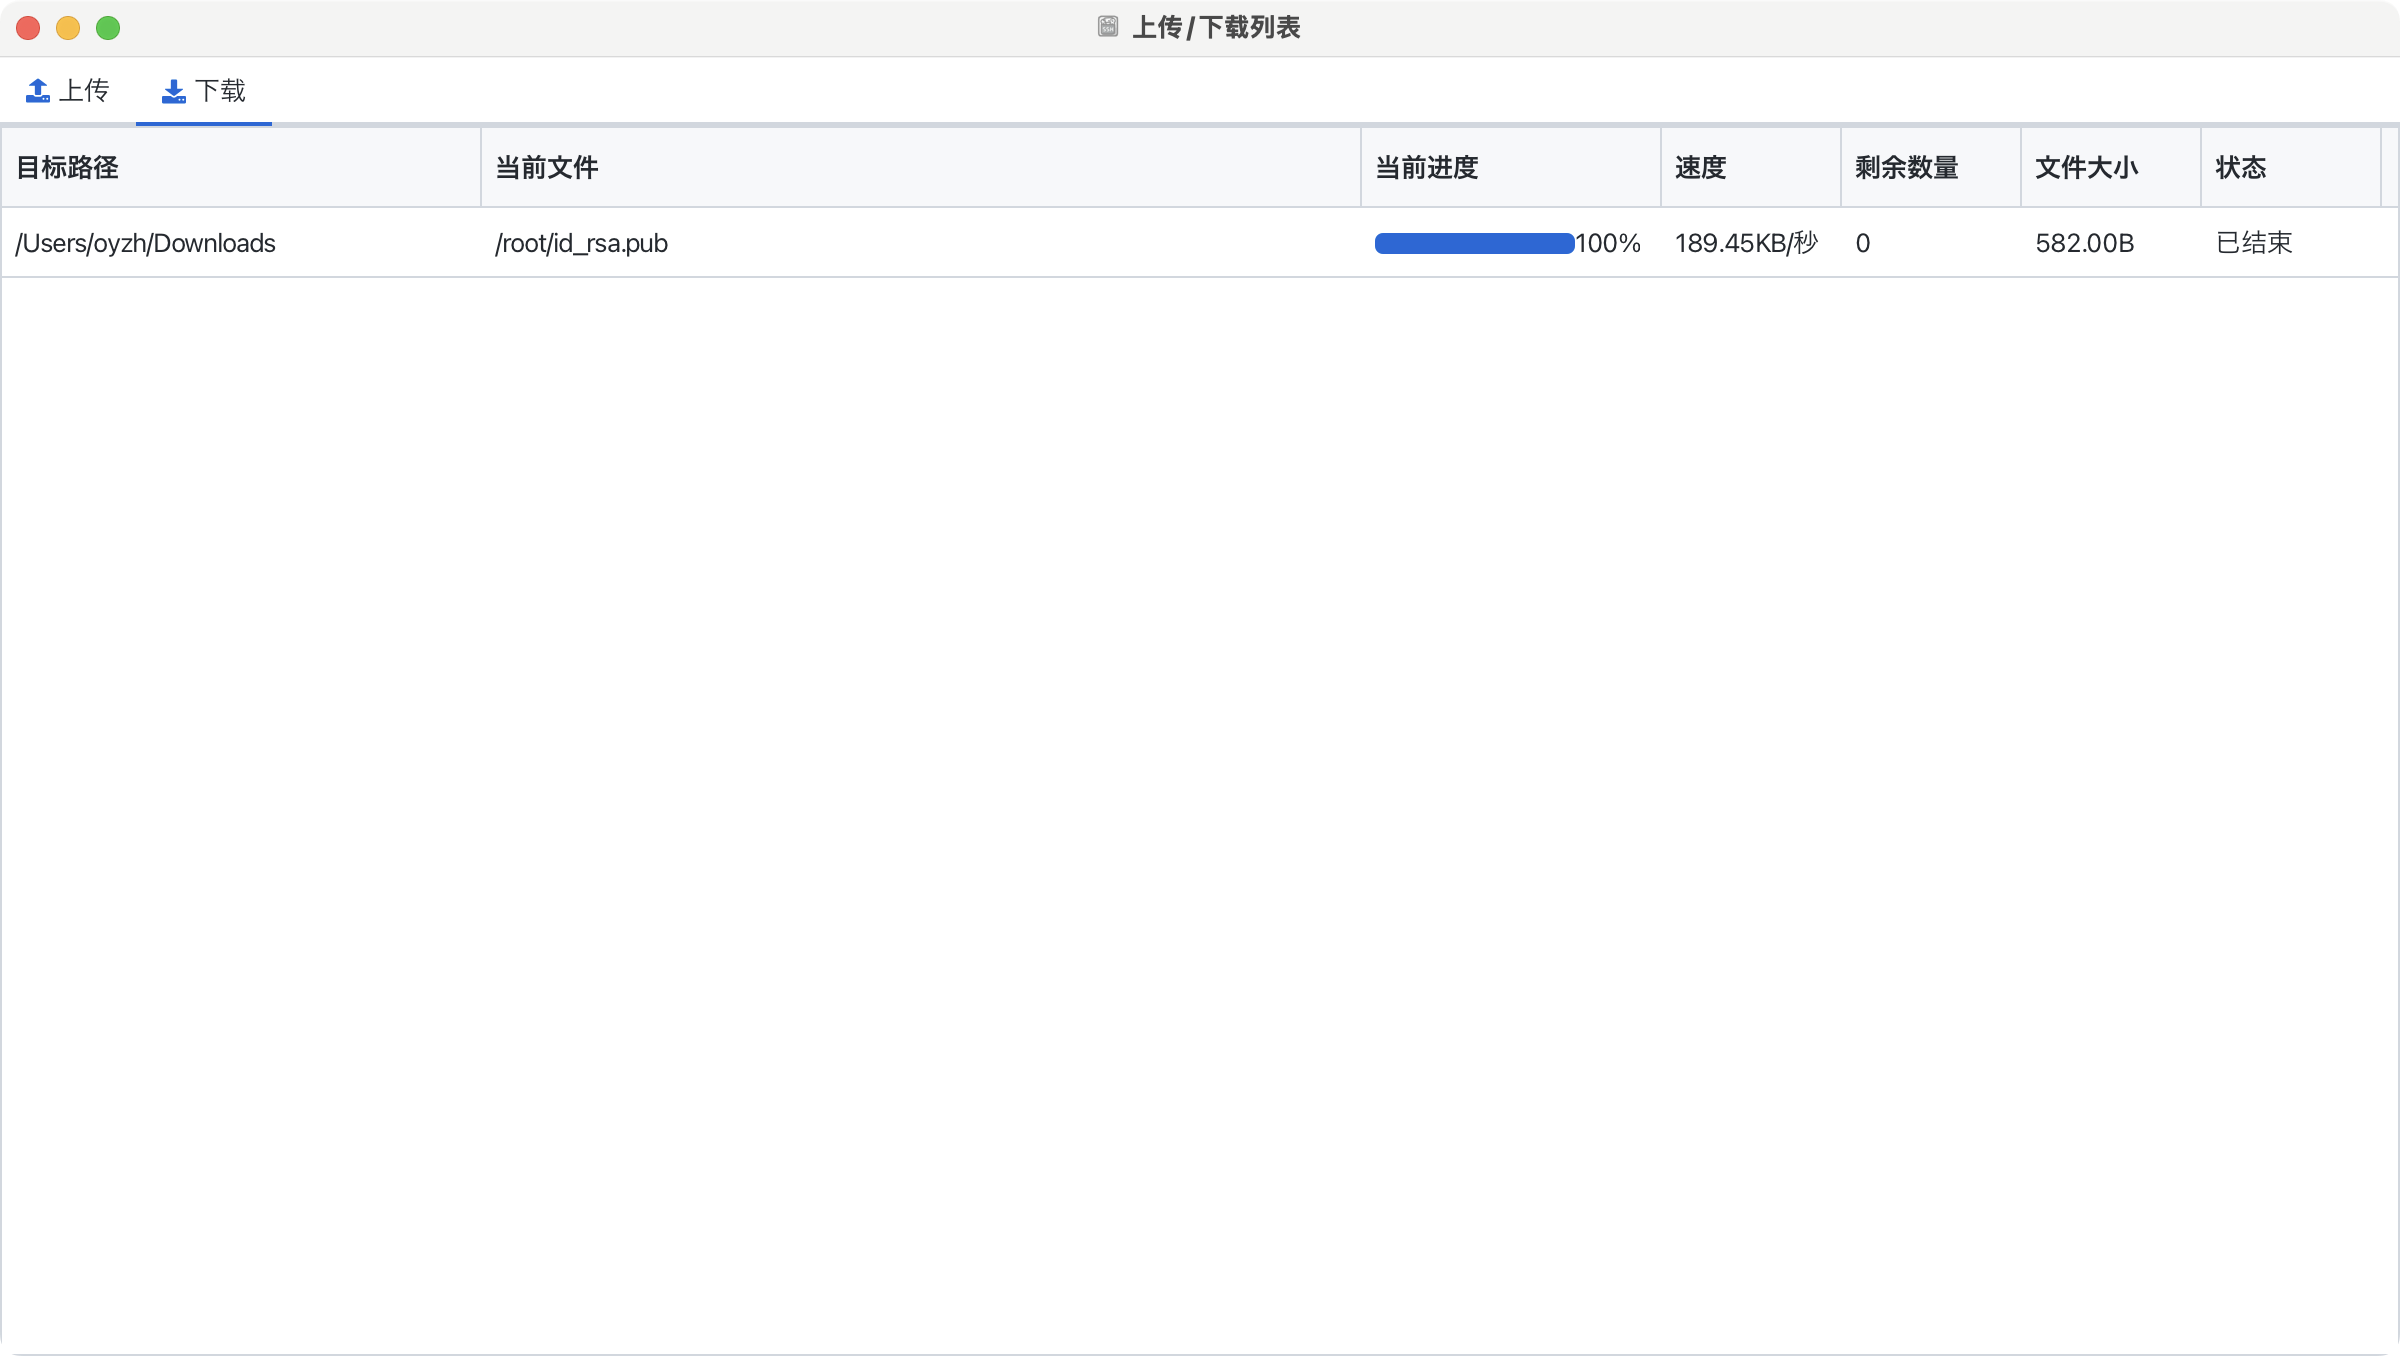 上传/下载列表
上传 下载
目标路径 当前文件 当前进度 速度 剩余数量 文件大小 状态
/Users/oyzh/Downloads /root/id_rsa.pub 100% 189.45KB/秒 0 582.00B 已结束